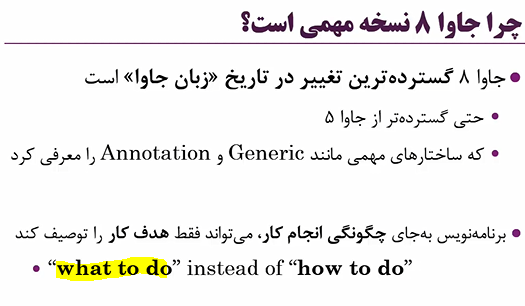 چرا جاوا ۸ نسخه مهمی است؟
جاوا ۸ گسترده‌ترین تغییر در تاریخ «زبان جاوا» است
حتی گسترده‌تر از جاوا ۵
که ساختارهای مهمی مانند Generic و Annotation را معرفی کرد
برنامه‌نویس به‌جای چگونگی انجام کار، می‌تواند فقط هدف کار را توصیف کند
“what to do” instead of “how to do”